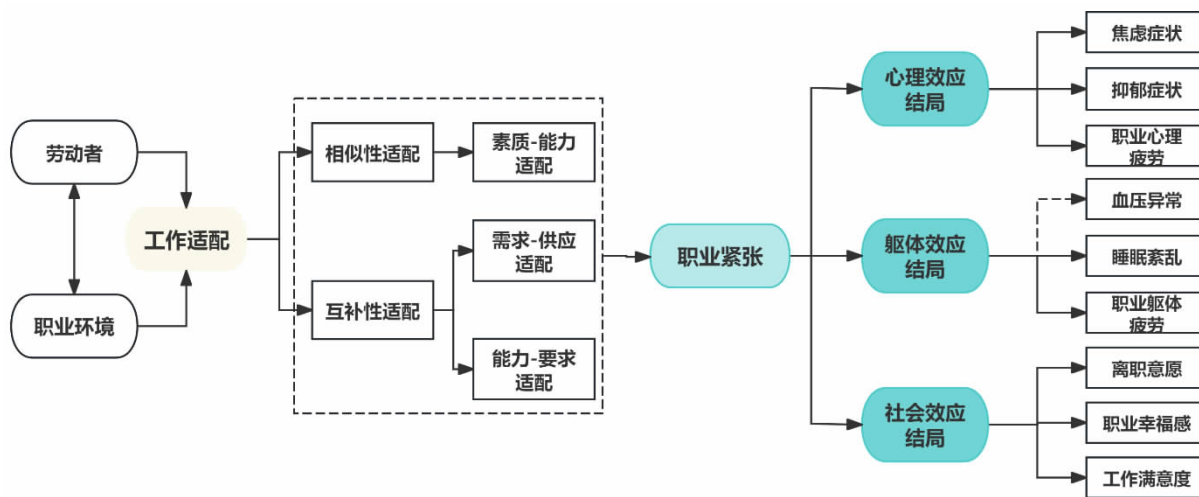 劳动者
职业环境
工作适配
相似性适配
素质-能力
适配
互补性适配
需求-供应
适配
能力-要求
适配
职业紧张
心理效应
结局
焦虑症状
抑郁症状
职业心理
疲劳
躯体效应
结局
血压异常
睡眠紊乱
职业躯体
疲劳
社会效应
结局
离职意愿
职业幸福感
工作满意度